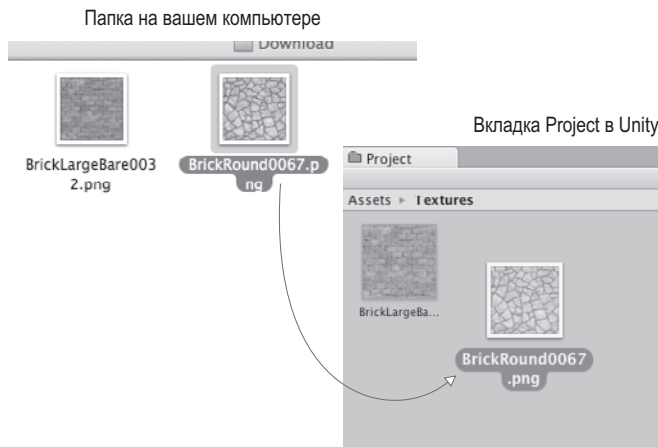 Папка на вашем компьютере
Download
BrickLargeBare003
2.png
BrickRound0067.p
ng
Вкладка Project в Unity
Project
Assets ▸ Textures
BrickLargeBa...
BrickRound0067
.png